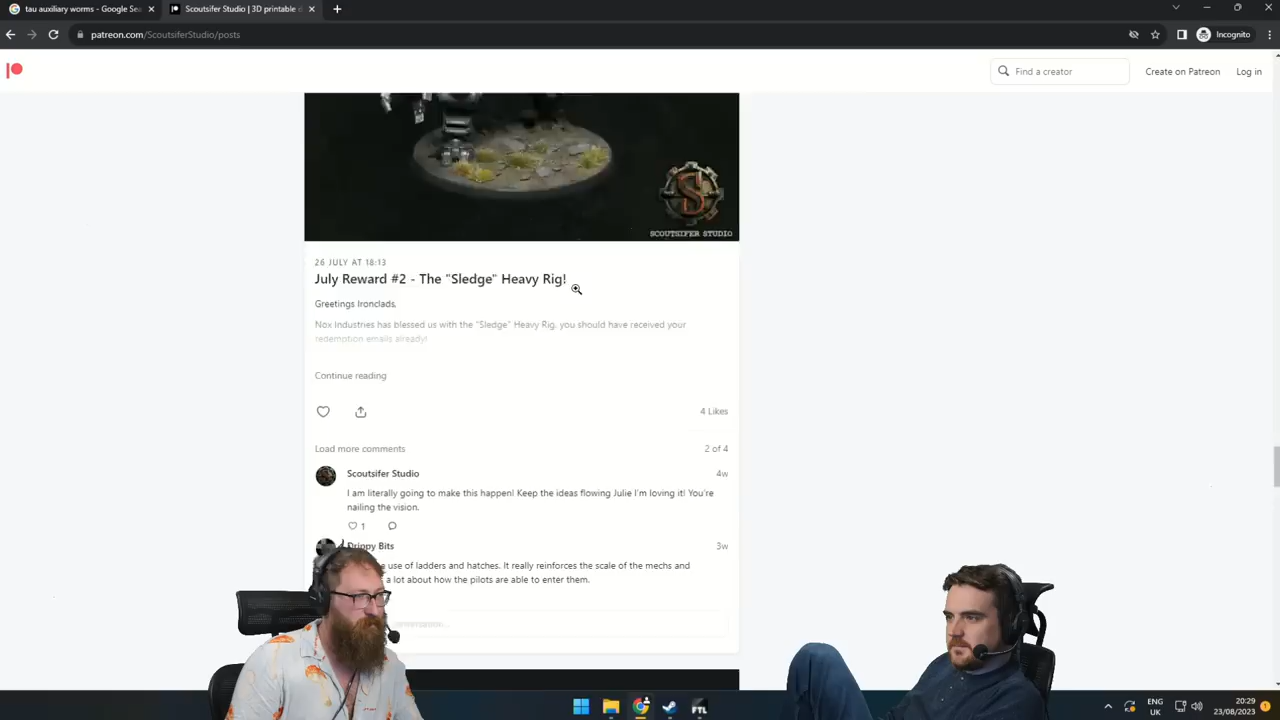 tau auxiliary worms - Google Sea
Scoutsifer Studio | 3D printable
patreon.com/ScoutsiferStudio/posts
Incognito
Find a creator
Create on Patreon
Log in
S
SCOUTSIFER STUDIO
26 JULY AT 18:13
July Reward #2 - The "Sledge" Heavy Rig!
Greetings Ironclads,
Nox Industries has blessed us with the "Sledge" Heavy Rig, you should have received your
redemption emails already!
Continue reading
4 Likes
Load more comments
2 of 4
Scoutsifer Studio
4w
I am literally going to make this happen! Keep the ideas flowing Julie I'm loving it! You're
nailing the vision.
1
Drippy Bits
3w
use of ladders and hatches. It really reinforces the scale of the mechs and
a lot about how the pilots are able to enter them.
conversation...
FTL
ENG
UK
20:29
23/08/2023